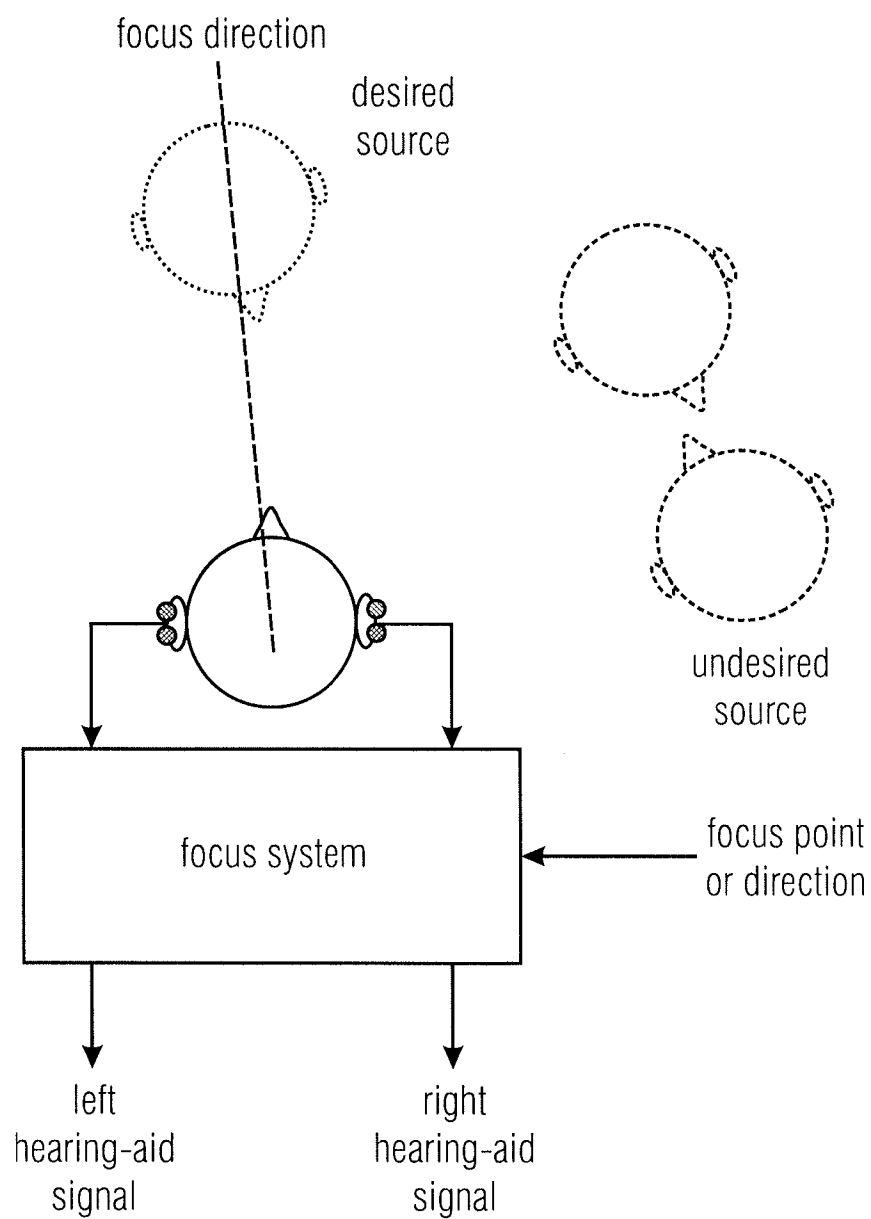 focus direction
desired
source
undesired
source
focus system
focus point
or direction
left
hearing-aid
signal
right
hearing-aid
signal